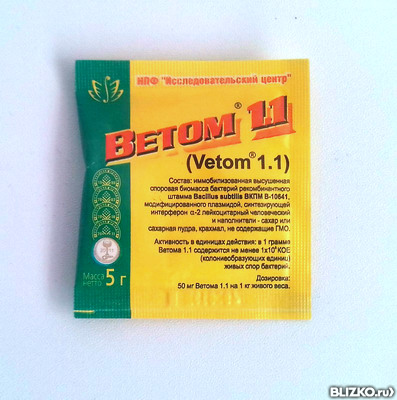 НПФ "Исследовательский центр"
ВЕТОМ® 1.1
(Vetom® 1.1)
Состав: иммобилизованная высушенная
споровая биомасса бактерий рекомбинантного
штамма Bacillus subtilis ВКПМ В-10641,
модифицированного плазмидой, синтезирующей
интерферон α-2 лейкоцитарный человеческий
и наполнители - сахар или
сахарная пудра, крахмал, не содержащие ГМО.
Активность в единицах действия: в 1 грамме
Ветома 1.1 содержится не менее 1х10⁶ КОЕ
(колониеобразующих единиц)
живых спор бактерий.
Дозировка:
50 мг Ветома 1.1 на 1 кг живого веса.
Масса
нетто 5 г
BLIZKO.ru